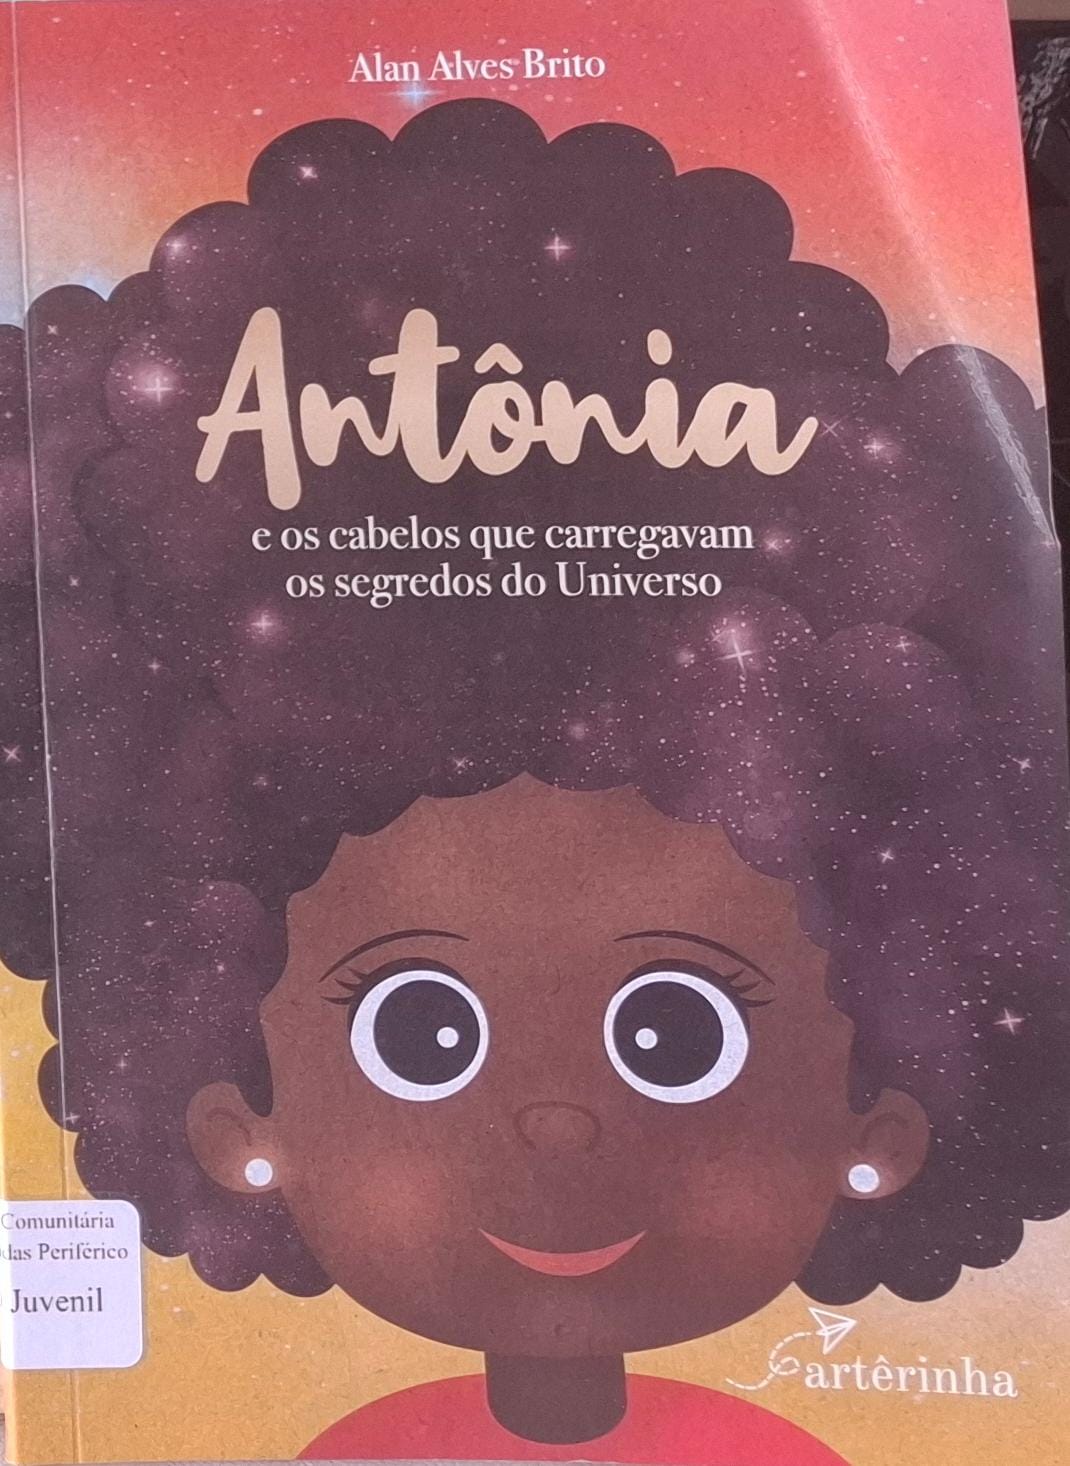 Alan Alves Brito
Antônia
e os cabelos que carregavam
os segredos do Universo
Comunitária
das Periférico
Juvenil
artêrinha